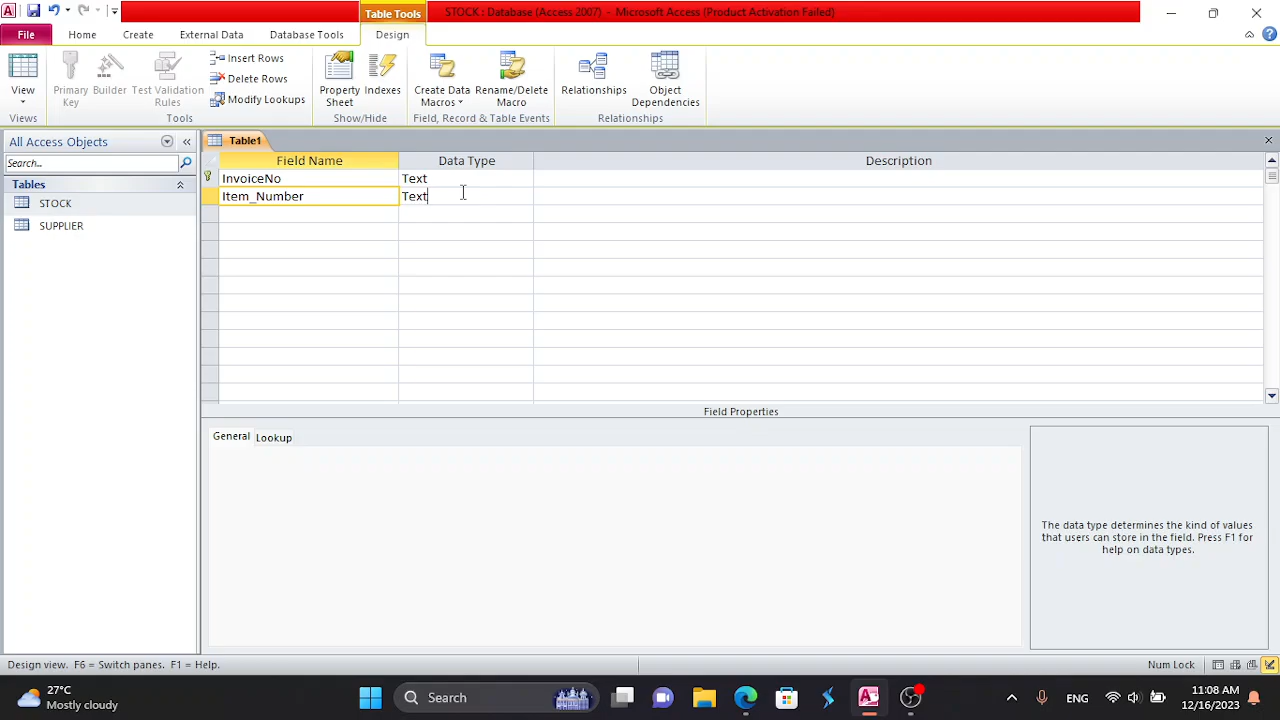 Table Tools
STOCK : Database (Access 2007) - Microsoft Access (Product Activation Failed)
File
Home
Create
External Data
Database Tools
Design
View
Primary Key
Builder
Test Validation Rules
Insert Rows
Delete Rows
Modify Lookups
Property Sheet
Indexes
Create Data Macros
Rename/Delete Macro
Relationships
Object Dependencies
Views
Tools
Show/Hide
Field, Record & Table Events
Relationships
All Access Objects
Search...
Tables
STOCK
SUPPLIER
Table1
Field Name
Data Type
Description
InvoiceNo
Text
Item_Number
Text
Field Properties
General
Lookup
The data type determines the kind of values
that users can store in the field. Press F1 for
help on data types.
Design view. F6 = Switch panes. F1 = Help.
Num Lock
27°C
Mostly cloudy
Search
ENG
11:08 AM
12/16/2023